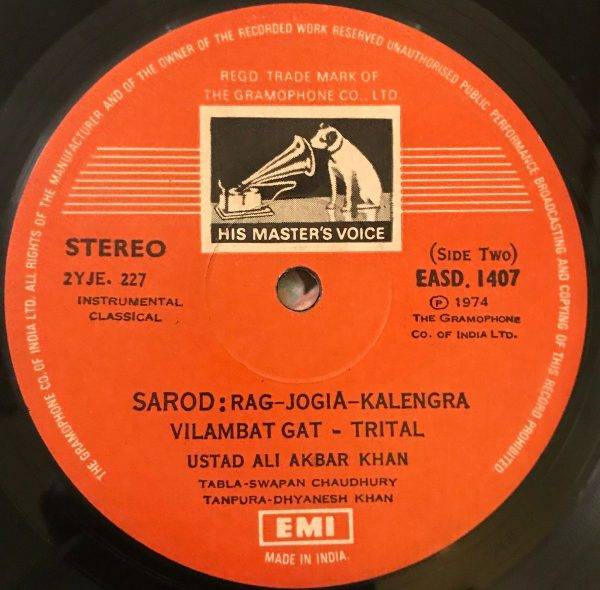 THE GRAMOPHONE CO. OF INDIA LTD. ALL RIGHTS OF THE MANUFACTURER AND OF THE OWNER OF THE RECORDED WORK RESERVED UNAUTHORISED PUBLIC PERFORMANCE BROADCASTING AND COPYING OF THIS RECORD PROHIBITED.
REGD. TRADE MARK OF
THE GRAMOPHONE CO., LTD.
HIS MASTER'S VOICE
STEREO
2YJE. 227
INSTRUMENTAL
CLASSICAL
(SIDE TWO)
EASD. 1407
Ⓟ 1974
THE GRAMOPHONE
CO. OF INDIA LTD.
SAROD: RAG-JOGIA-KALENGRA
VILAMBAT GAT - TRITAL
USTAD ALI AKBAR KHAN
TABLA-SWAPAN CHAUDHURY
TANPURA-DHYANESH KHAN
EMI
MADE IN INDIA.